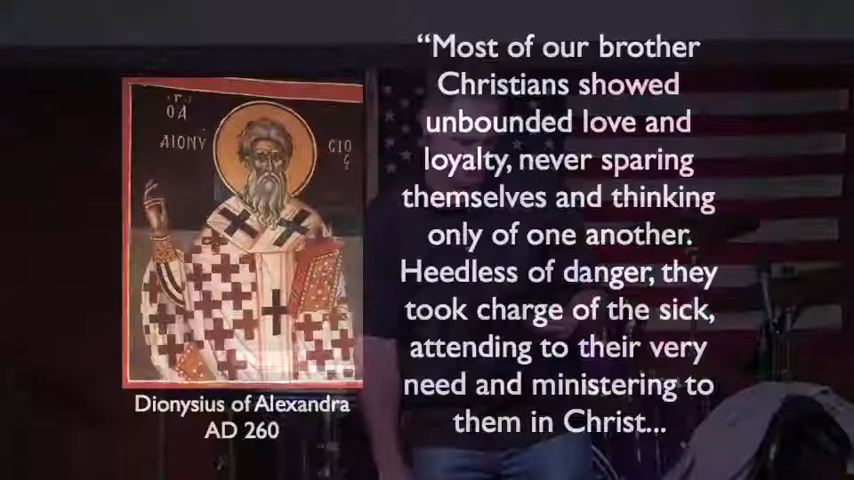 Ο ΑΓ
ΔΙΟΝΥ
ΣΙΟ
ς
Dionysius of Alexandra
AD 260
“Most of our brother
Christians showed
unbounded love and
loyalty, never sparing
themselves and thinking
only of one another.
Heedless of danger, they
took charge of the sick,
attending to their very
need and ministering to
them in Christ...